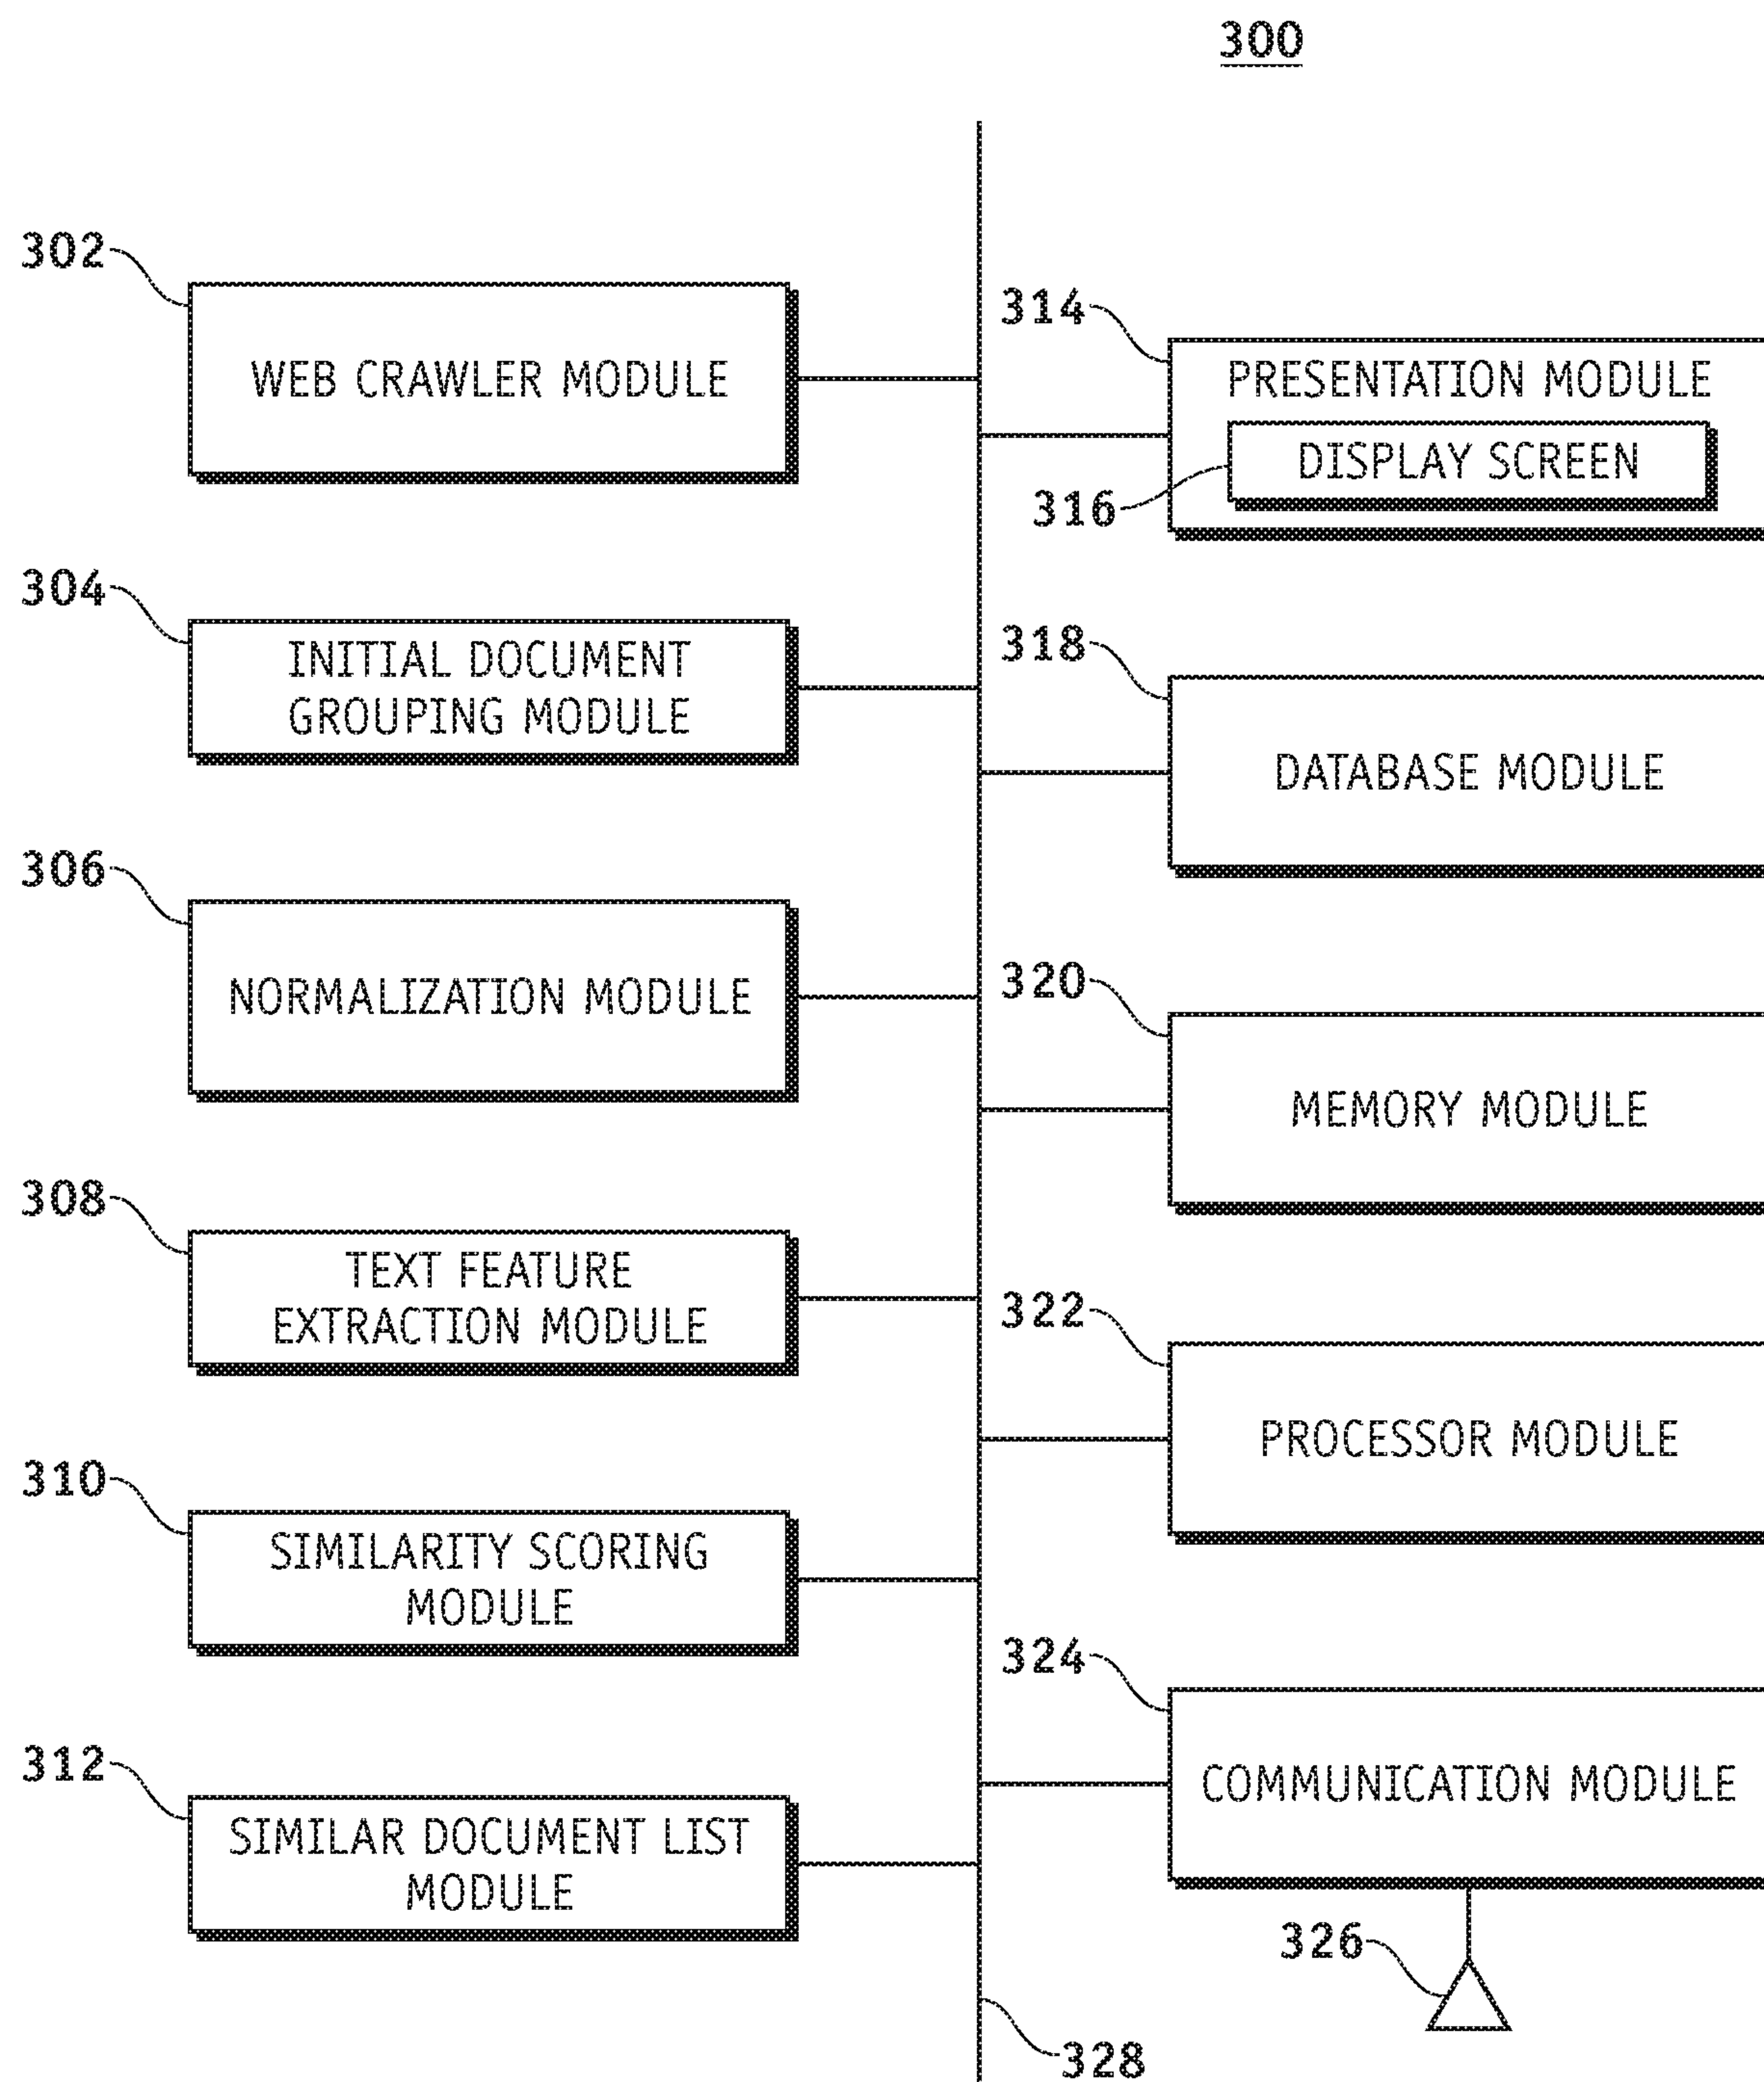 300
302
WEB CRAWLER MODULE
304
INITIAL DOCUMENT
GROUPING MODULE
306
NORMALIZATION MODULE
308
TEXT FEATURE
EXTRACTION MODULE
310
SIMILARITY SCORING
MODULE
312
SIMILAR DOCUMENT LIST
MODULE
314
PRESENTATION MODULE
DISPLAY SCREEN
316
318
DATABASE MODULE
320
MEMORY MODULE
322
PROCESSOR MODULE
324
COMMUNICATION MODULE
326
328